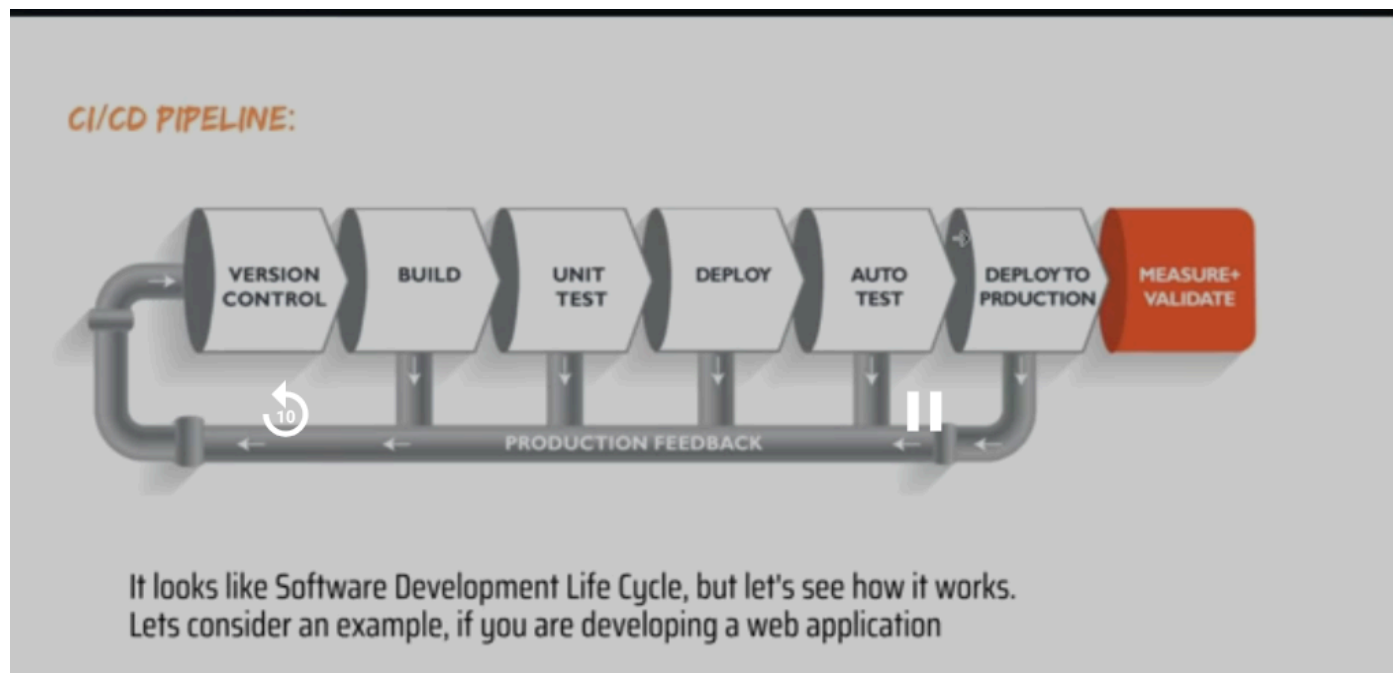 CI/CD PIPELINE:
VERSION
CONTROL
BUILD
UNIT
TEST
DEPLOY
AUTO
TEST
DEPLOY TO
PRDUCTION
MEASURE+
VALIDATE
10
PRODUCTION FEEDBACK
It looks like Software Development Life Cycle, but let's see how it works.
Lets consider an example, if you are developing a web application